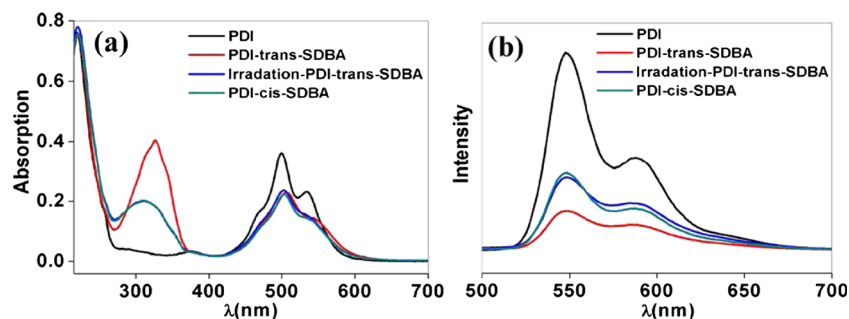 (a)
PDI
PDI-trans-SDBA
Irradation-PDI-trans-SDBA
PDI-cis-SDBA
Absorption
0.8
0.6
0.4
0.2
0.0
300 400 500 600 700
λ(nm)
(b)
PDI
PDI-trans-SDBA
Irradation-PDI-trans-SDBA
PDI-cis-SDBA
Intensity
500 550 600 650 700
λ(nm)